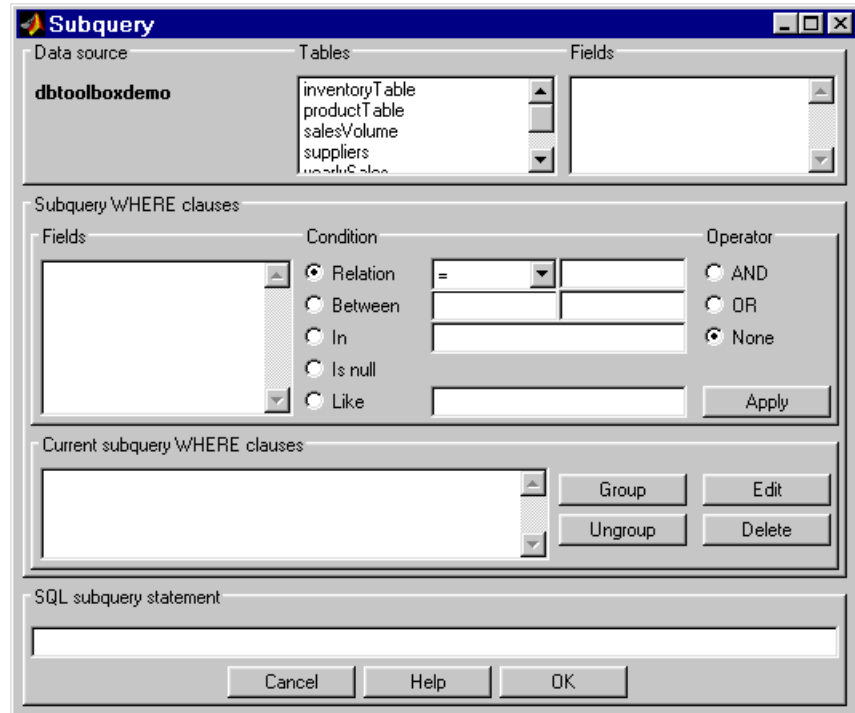 Subquery
Data source Tables Fields
dbtoolboxdemo
inventoryTable
productTable
salesVolume
suppliers
yearlySales
Subquery WHERE clauses
Fields Condition Operator
Relation = AND
Between OR
In None
Is null
Like Apply
Current subquery WHERE clauses
Group Edit
Ungroup Delete
SQL subquery statement
Cancel Help OK